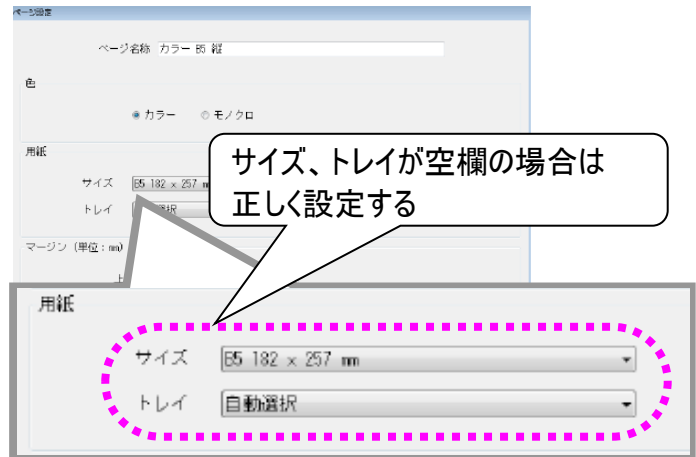 ページ設定
ページ名称 カラー B5 縦
色
カラー モノクロ
用紙
サイズ B5 182 × 257 m
トレイ 選択
マージン (単位:mm)
上
サイズ、トレイが空欄の場合は
正しく設定する
用紙
サイズ B5 182 × 257 mm
トレイ 自動選択